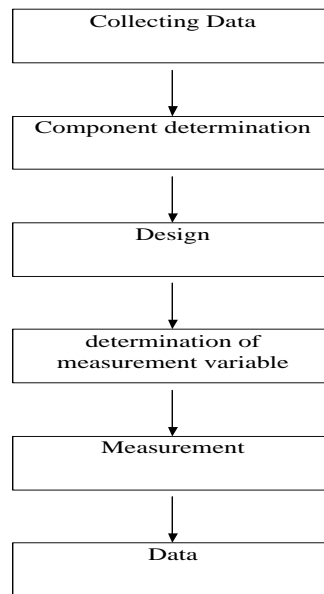 Collecting Data
Component determination
Design
determination of
measurement variable
Measurement
Data